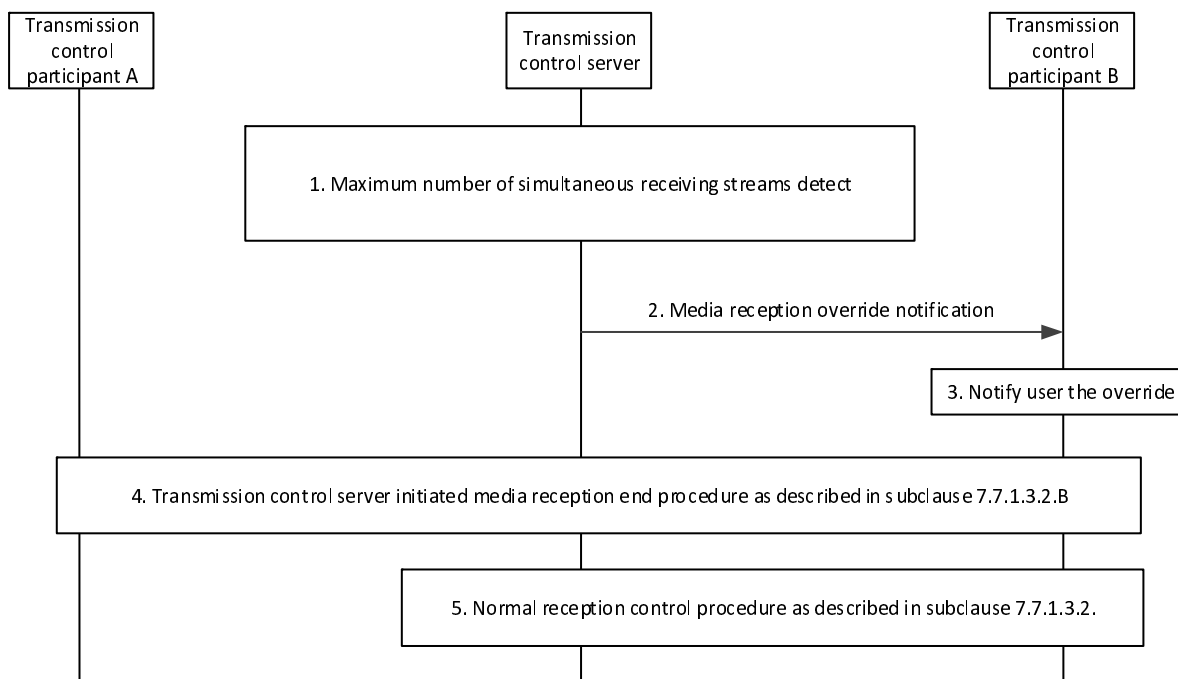 Transmission
control
participant A
Transmission
control server
Transmission
control
participant B
1. Maximum number of simultaneous receiving streams detect
2. Media reception override notification
3. Notify user the override
4. Transmission control server initiated media reception end procedure as described in subclause 7.7.1.3.2.B
5. Normal reception control procedure as described in subclause 7.7.1.3.2.